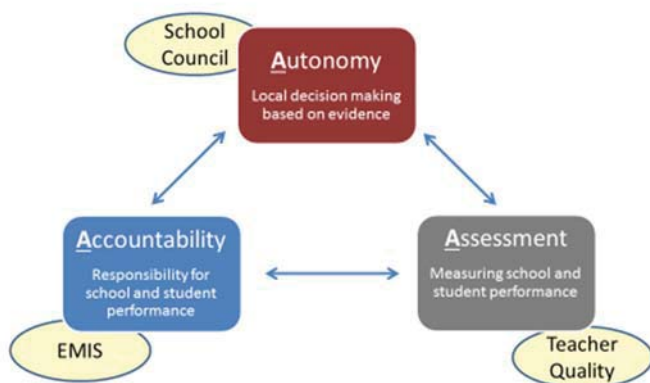 School
Council
Autonomy
Local decision making
based on evidence
Accountability
Responsibility for
school and student
performance
Assessment
Measuring school and
student performance
EMIS
Teacher
Quality